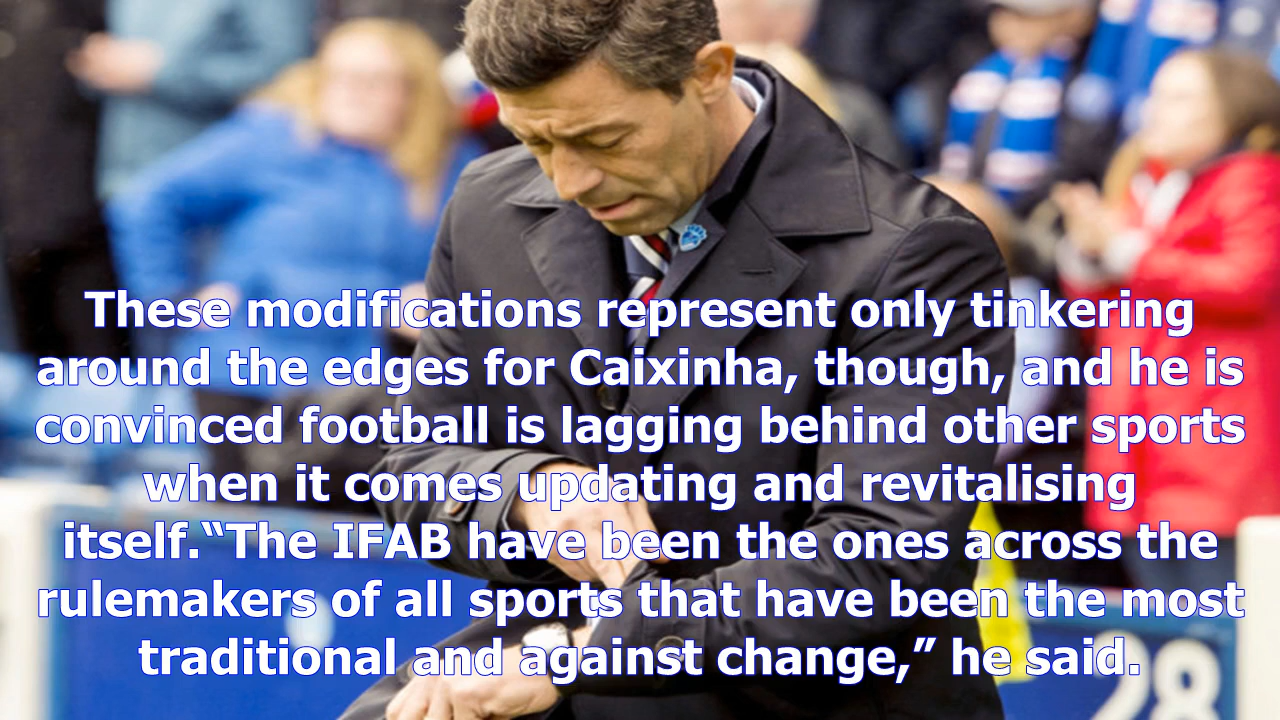 These modifications represent only tinkering
around the edges for Caixinha, though, and he is
convinced football is lagging behind other sports
when it comes updating and revitalising
itself.“The IFAB have been the ones across the
rulemakers of all sports that have been the most
traditional and against change,” he said.
28